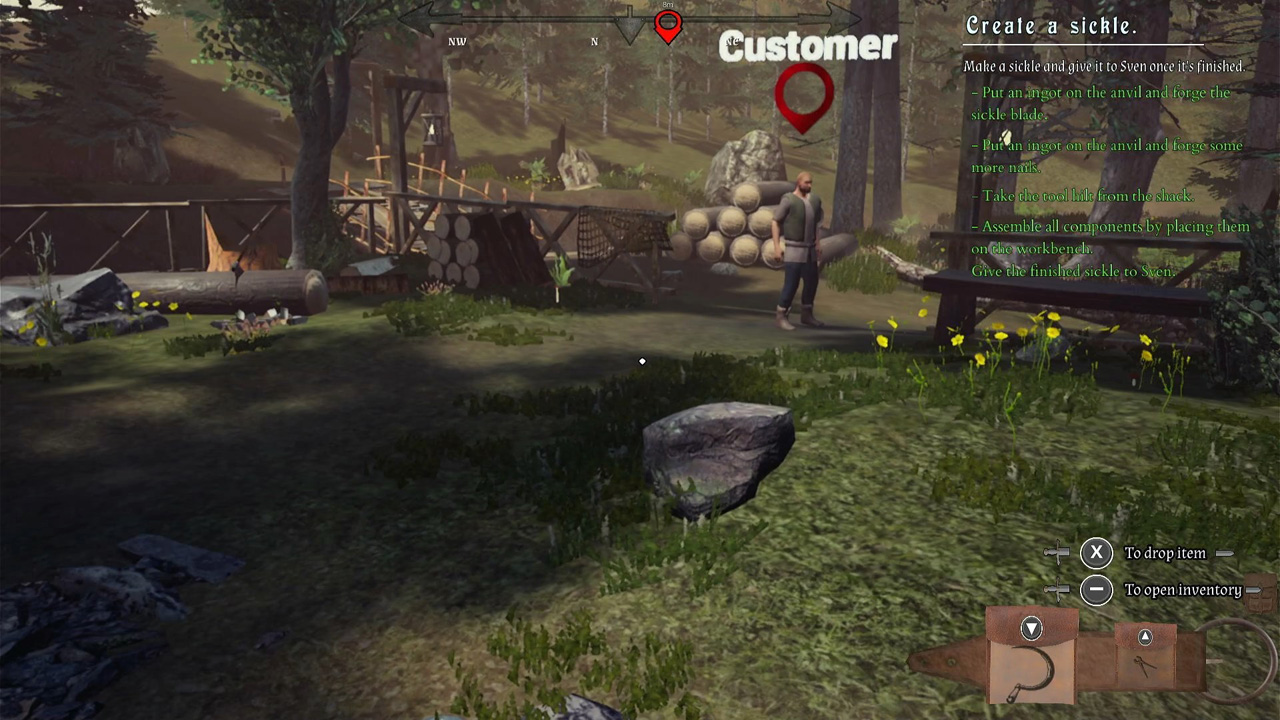 8m
NW
N
NE
Customer
Create a sickle.
Make a sickle and give it to Sven once it's finished.
- Put an ingot on the anvil and forge the
sickle blade.
- Put an ingot on the anvil and forge some
more nails.
- Take the tool hilt from the shack.
- Assemble all components by placing them
on the workbench.
Give the finished sickle to Sven.
X To drop item
To open inventory